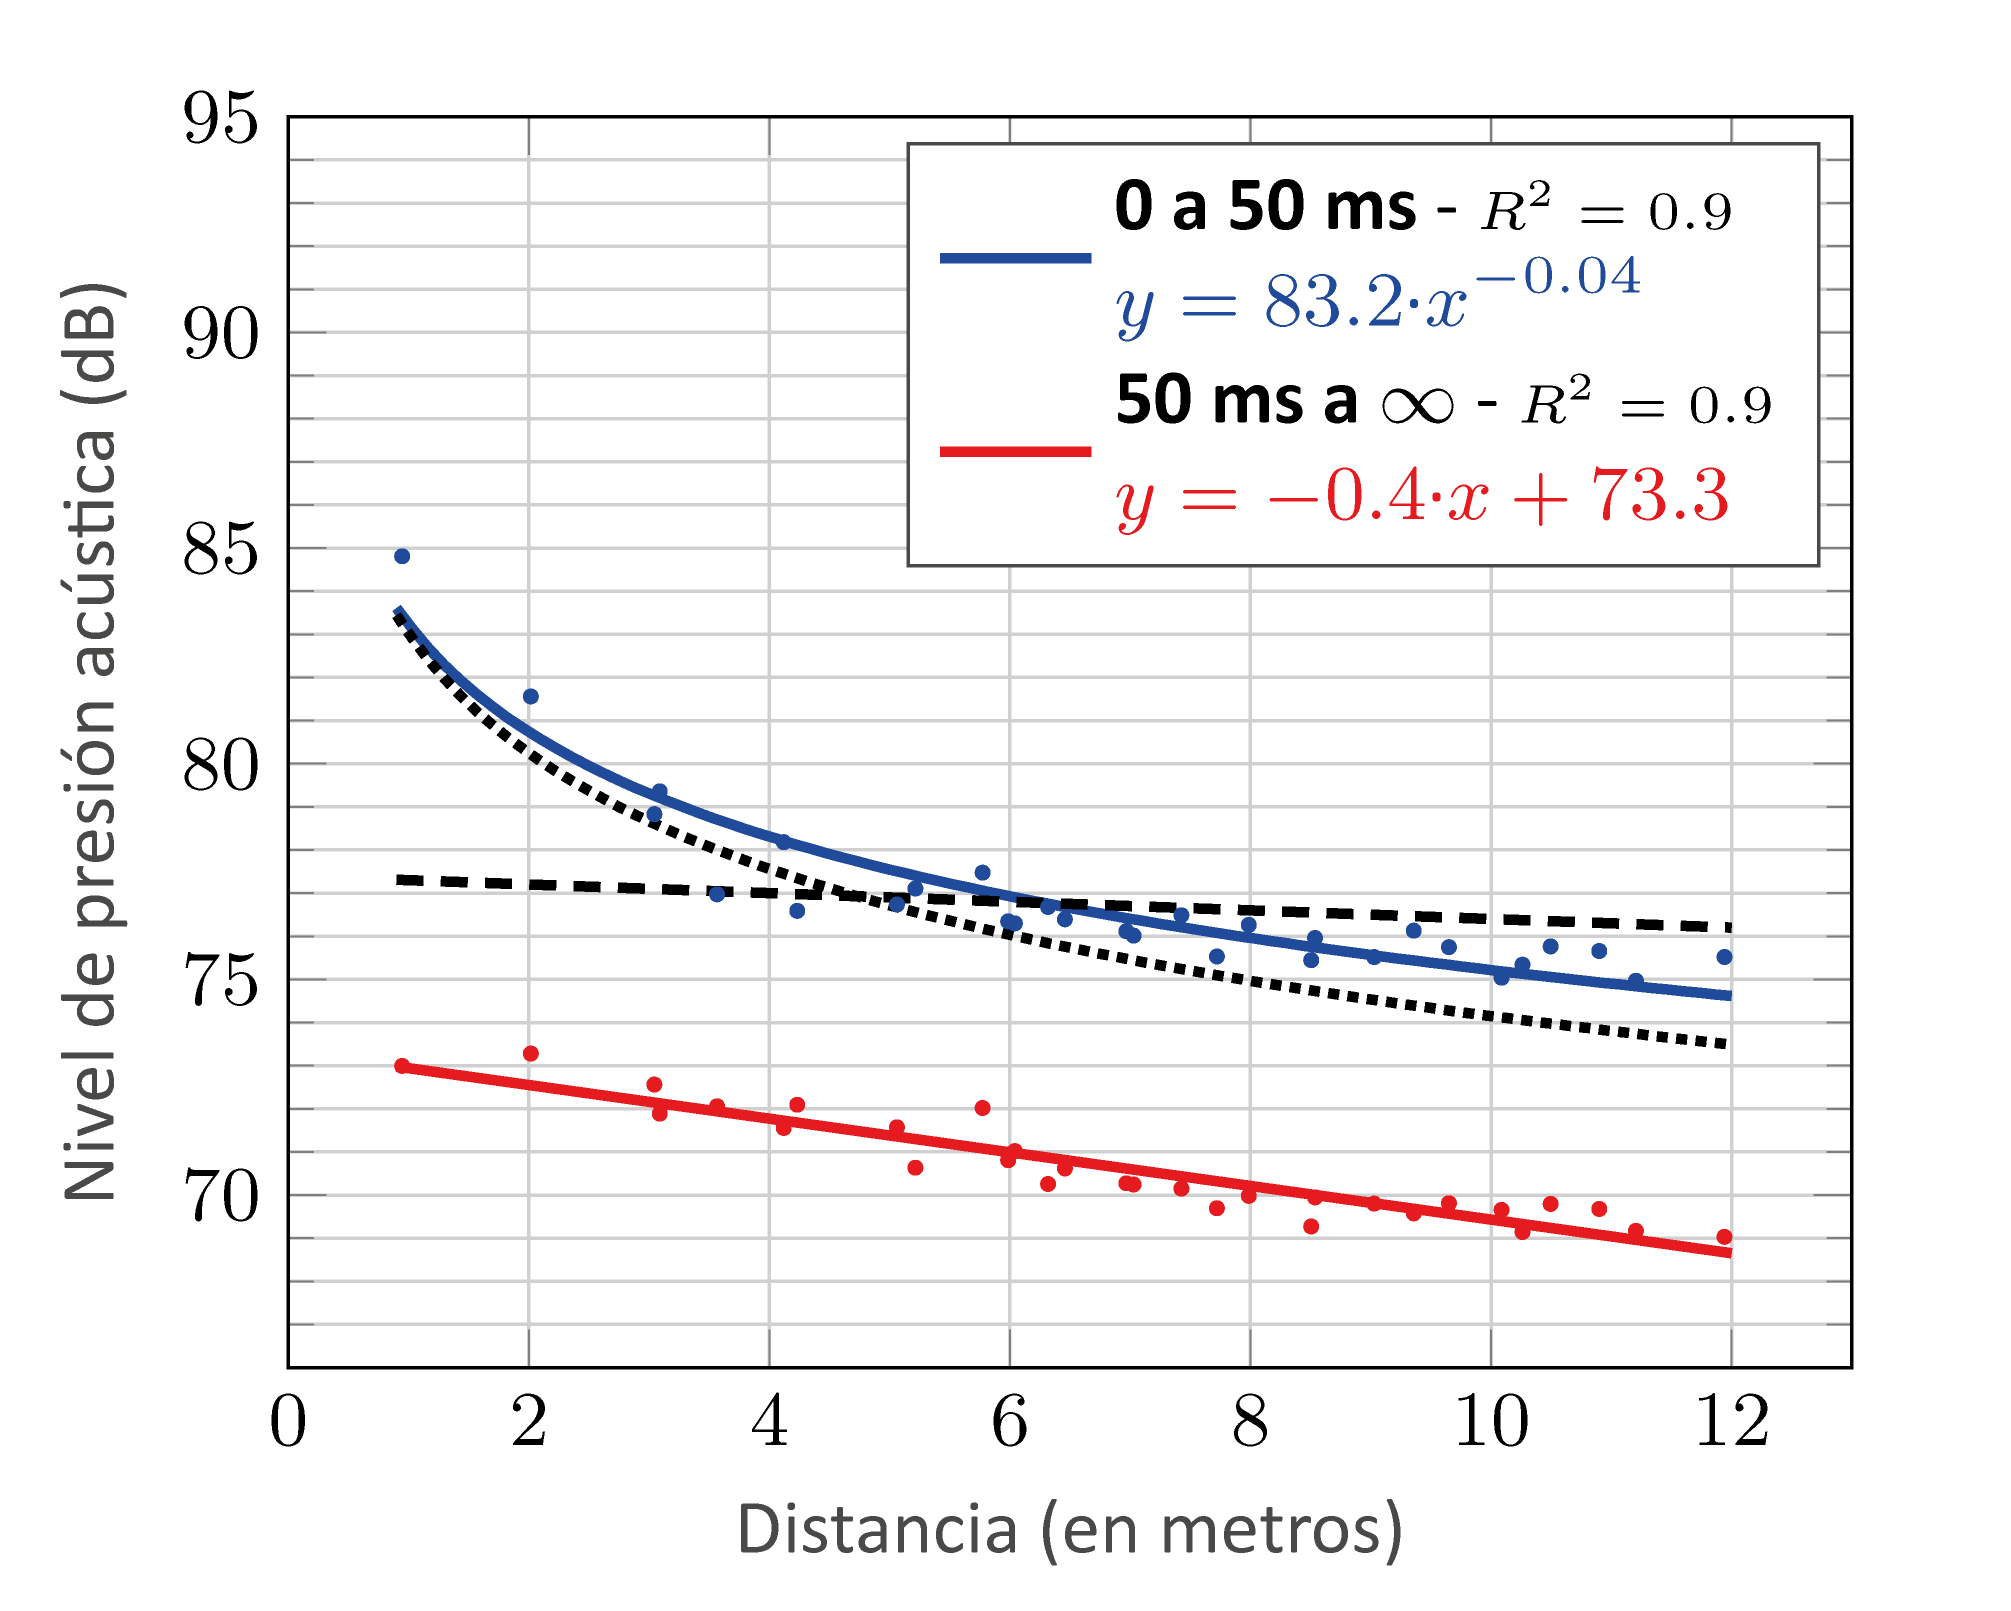 Nivel de presión acústica (dB)
95
90
85
80
75
70
0 a 50 ms - R² = 0.9
y = 83.2·x⁻⁰·⁰⁴
50 ms a ∞ - R² = 0.9
y = −0.4·x + 73.3
0 2 4 6 8 10 12
Distancia (en metros)